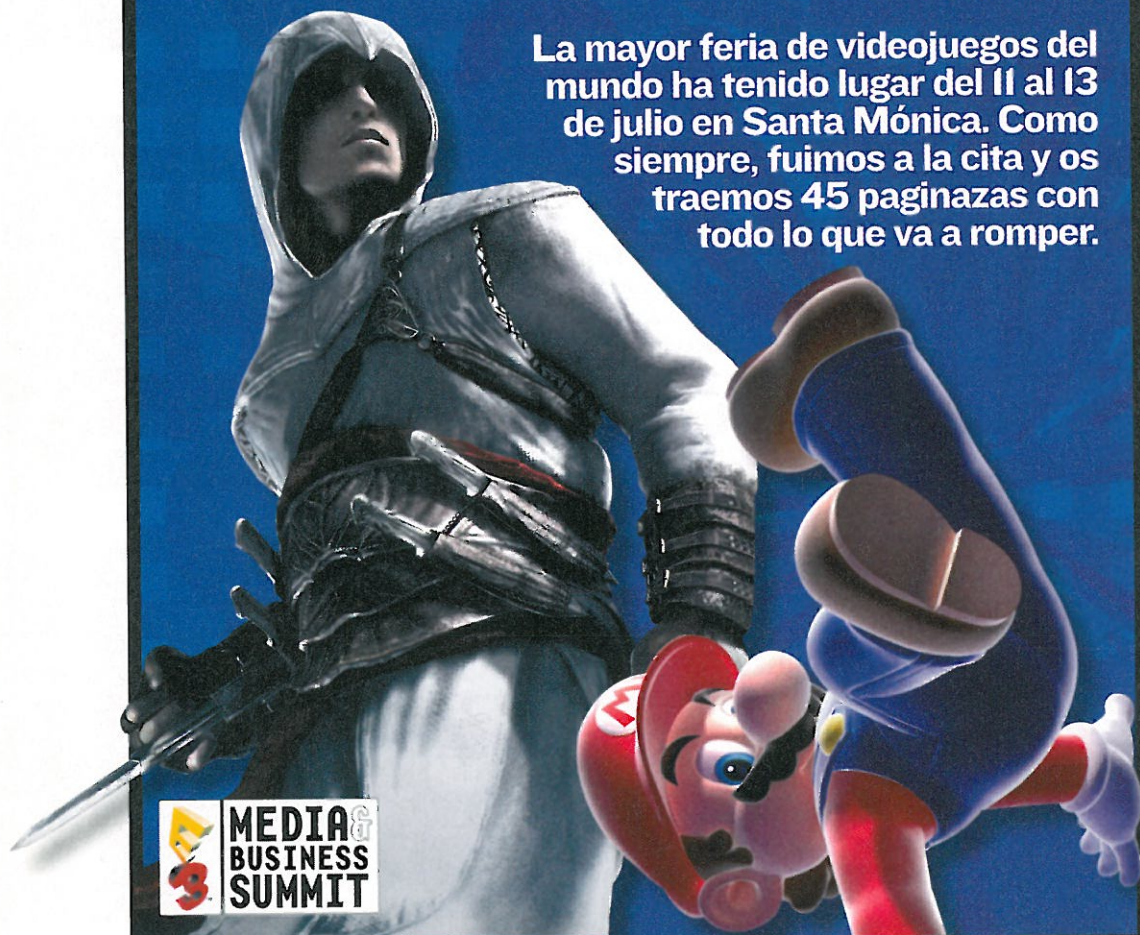 La mayor feria de videojuegos del
mundo ha tenido lugar del 11 al 13
de julio en Santa Mónica. Como
siempre, fuimos a la cita y os
traemos 45 paginazas con
todo lo que va a romper.
M
E3
MEDIA&
BUSINESS
SUMMIT